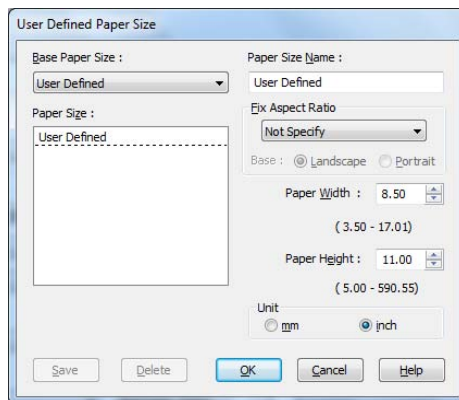 User Defined Paper Size
Base Paper Size :
User Defined
Paper Size :
User Defined
Paper Size Name :
User Defined
Fix Aspect Ratio
Not Specify
Base : Landscape Portrait
Paper Width : 8.50
( 3.50 - 17.01)
Paper Height : 11.00
( 5.00 - 590.55)
Unit
mm inch
Save Delete OK Cancel Help